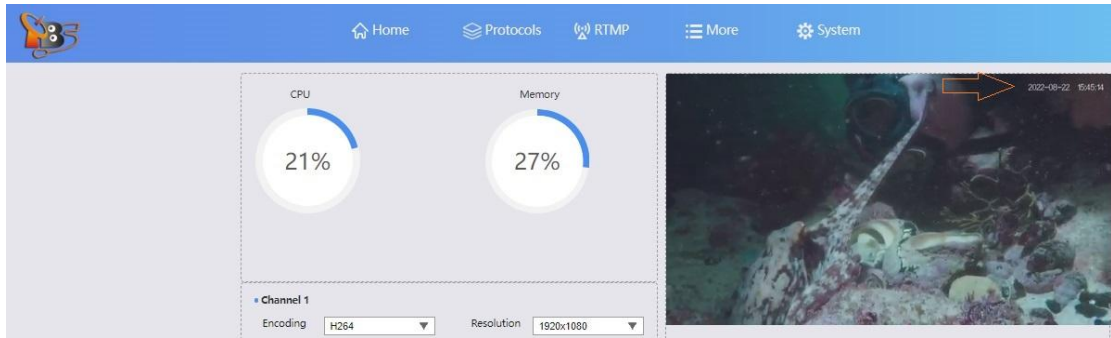 Home Protocols RTMP More System
CPU Memory
21% 27%
2022-08-22 15:45:14
Channel 1
Encoding H264 Resolution 1920x1080